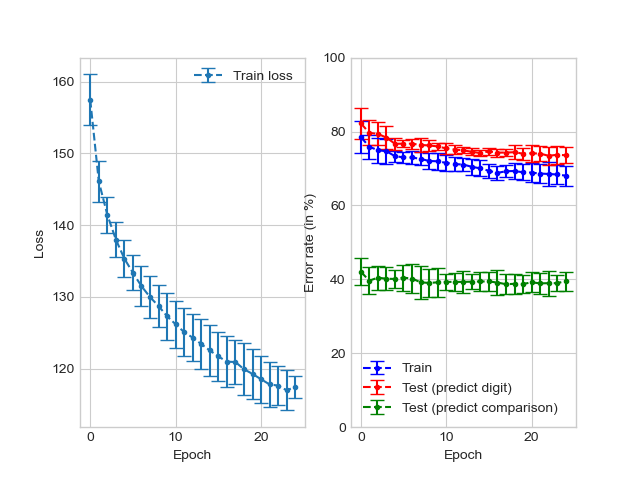 Train loss
160
150
140
130
120
0
10
20
Epoch
Loss
100
80
60
40
20
0
0
10
20
Epoch
Error rate (in %)
Train
Test (predict digit)
Test (predict comparison)